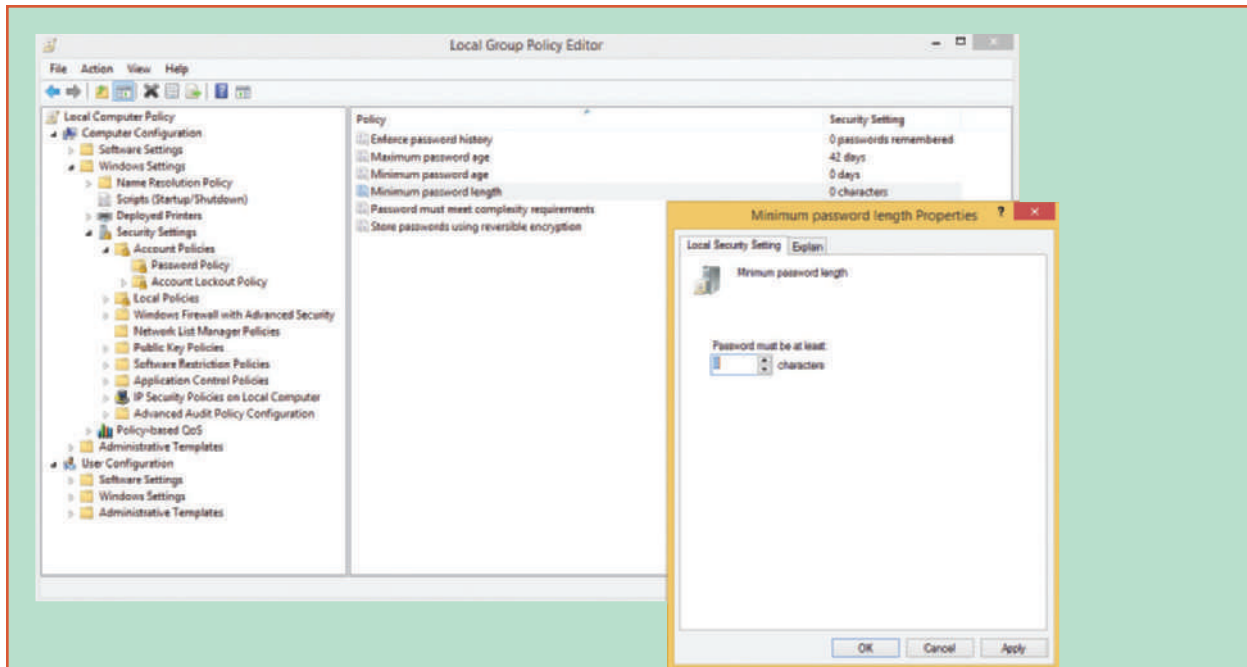 Local Group Policy Editor
File Action View Help
Local Computer Policy
Computer Configuration
Software Settings
Windows Settings
Name Resolution Policy
Scripts (Startup/Shutdown)
Deployed Printers
Security Settings
Account Policies
Password Policy
Account Lockout Policy
Local Policies
Windows Firewall with Advanced Security
Network List Manager Policies
Public Key Policies
Software Restriction Policies
Application Control Policies
IP Security Policies on Local Computer
Advanced Audit Policy Configuration
Policy-based QoS
Administrative Templates
User Configuration
Software Settings
Windows Settings
Administrative Templates
Policy Security Setting
Enforce password history 0 passwords remembered
Maximum password age 42 days
Minimum password age 0 days
Minimum password length 0 characters
Password must meet complexity requirements
Store passwords using reversible encryption
Minimum password length Properties
Local Security Setting Explain
Minimum password length
Password must be at least:
characters
OK Cancel Apply